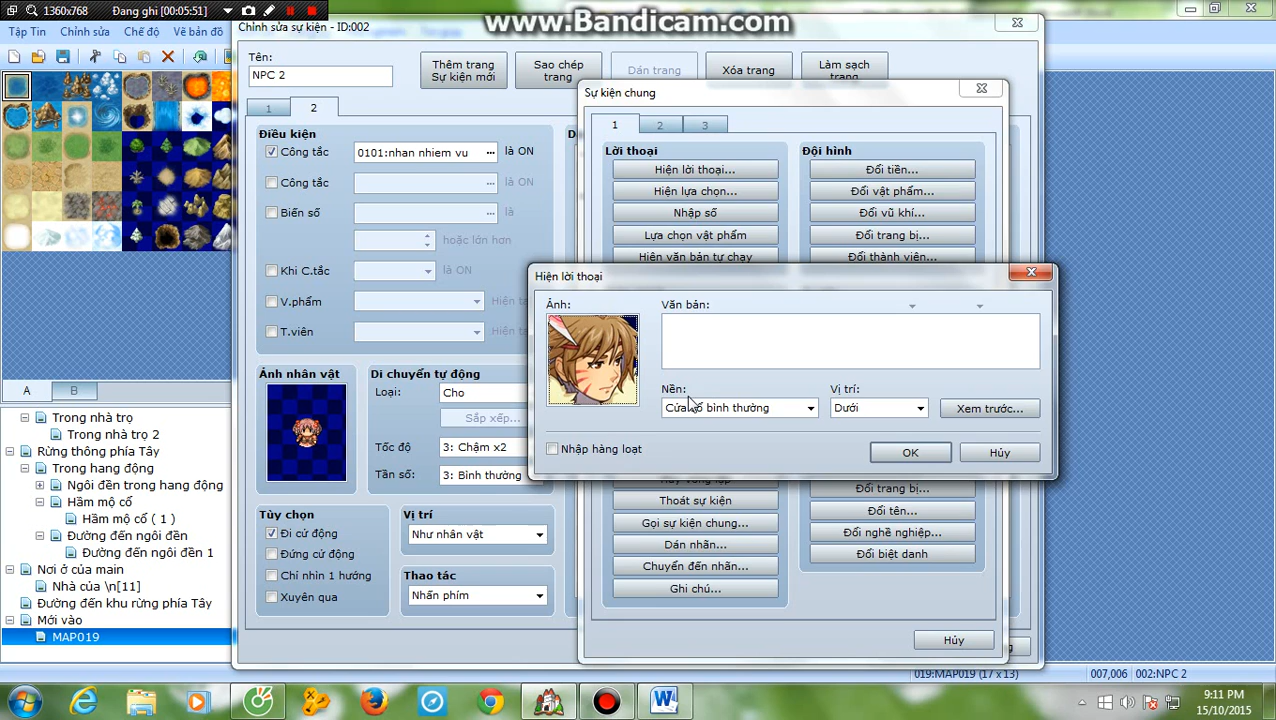 1360x768 Đang ghi (00:05:51)
www.Bandicam.com
Tập Tin Chỉnh sửa Chế độ Vẽ bản đồ
Chỉnh sửa sự kiện - ID:002
Tên:
NPC 2
Thêm trang
Sự kiện mới
Sao chép
trang
Dán trang
Xóa trang
Làm sạch
trang
1 2
Điều kiện
Công tắc 0101:nhan nhiem vu ... là ON
Công tắc ... là ON
Biến số ... là
hoặc lớn hơn
Khi C.tắc là ON
V.phẩm
T.viên
Ảnh nhân vật
Di chuyển tự động
Loại: Cho
Sắp xếp...
Tốc độ 3: Chậm x2
Tần số: 3: Bình thường
Tùy chọn
Đi cử động
Đứng cử động
Chỉ nhìn 1 hướng
Xuyên qua
Vị trí
Như nhân vật
Thao tác
Nhấn phím
Sự kiện chung
1 2 3
Lời thoại
Hiện lời thoại...
Hiện lựa chọn...
Nhập số
Lựa chọn vật phẩm
Hiện văn bản tự chạy
Đội hình
Đổi tiền...
Đổi vật phẩm...
Đổi vũ khí...
Đổi trang bị...
Đổi thành viên...
Hiện lời thoại
Ảnh:
Văn bản:
Nền:
Cửa sổ bình thường
Vị trí:
Dưới
Xem trước...
Nhập hàng loạt
OK
Hủy
Thoát sự kiện
Gọi sự kiện chung...
Dán nhãn...
Chuyển đến nhãn...
Ghi chú...
Đổi trang bị...
Đổi tên...
Đổi nghề nghiệp...
Đổi biệt danh
Hủy
A B
Trong nhà trọ
Trong nhà trọ 2
Rừng thông phía Tây
Trong hang động
Ngôi đền trong hang động
Hầm mộ cổ
Hầm mộ cổ ( 1 )
Đường đến ngôi đền
Đường đến ngôi đền 1
Nơi ở của main
Nhà của \n[11]
Đường đến khu rừng phía Tây
Mới vào
MAP019
019:MAP019 (17 x 13) 007,006 002:NPC 2
9:11 PM
15/10/2015